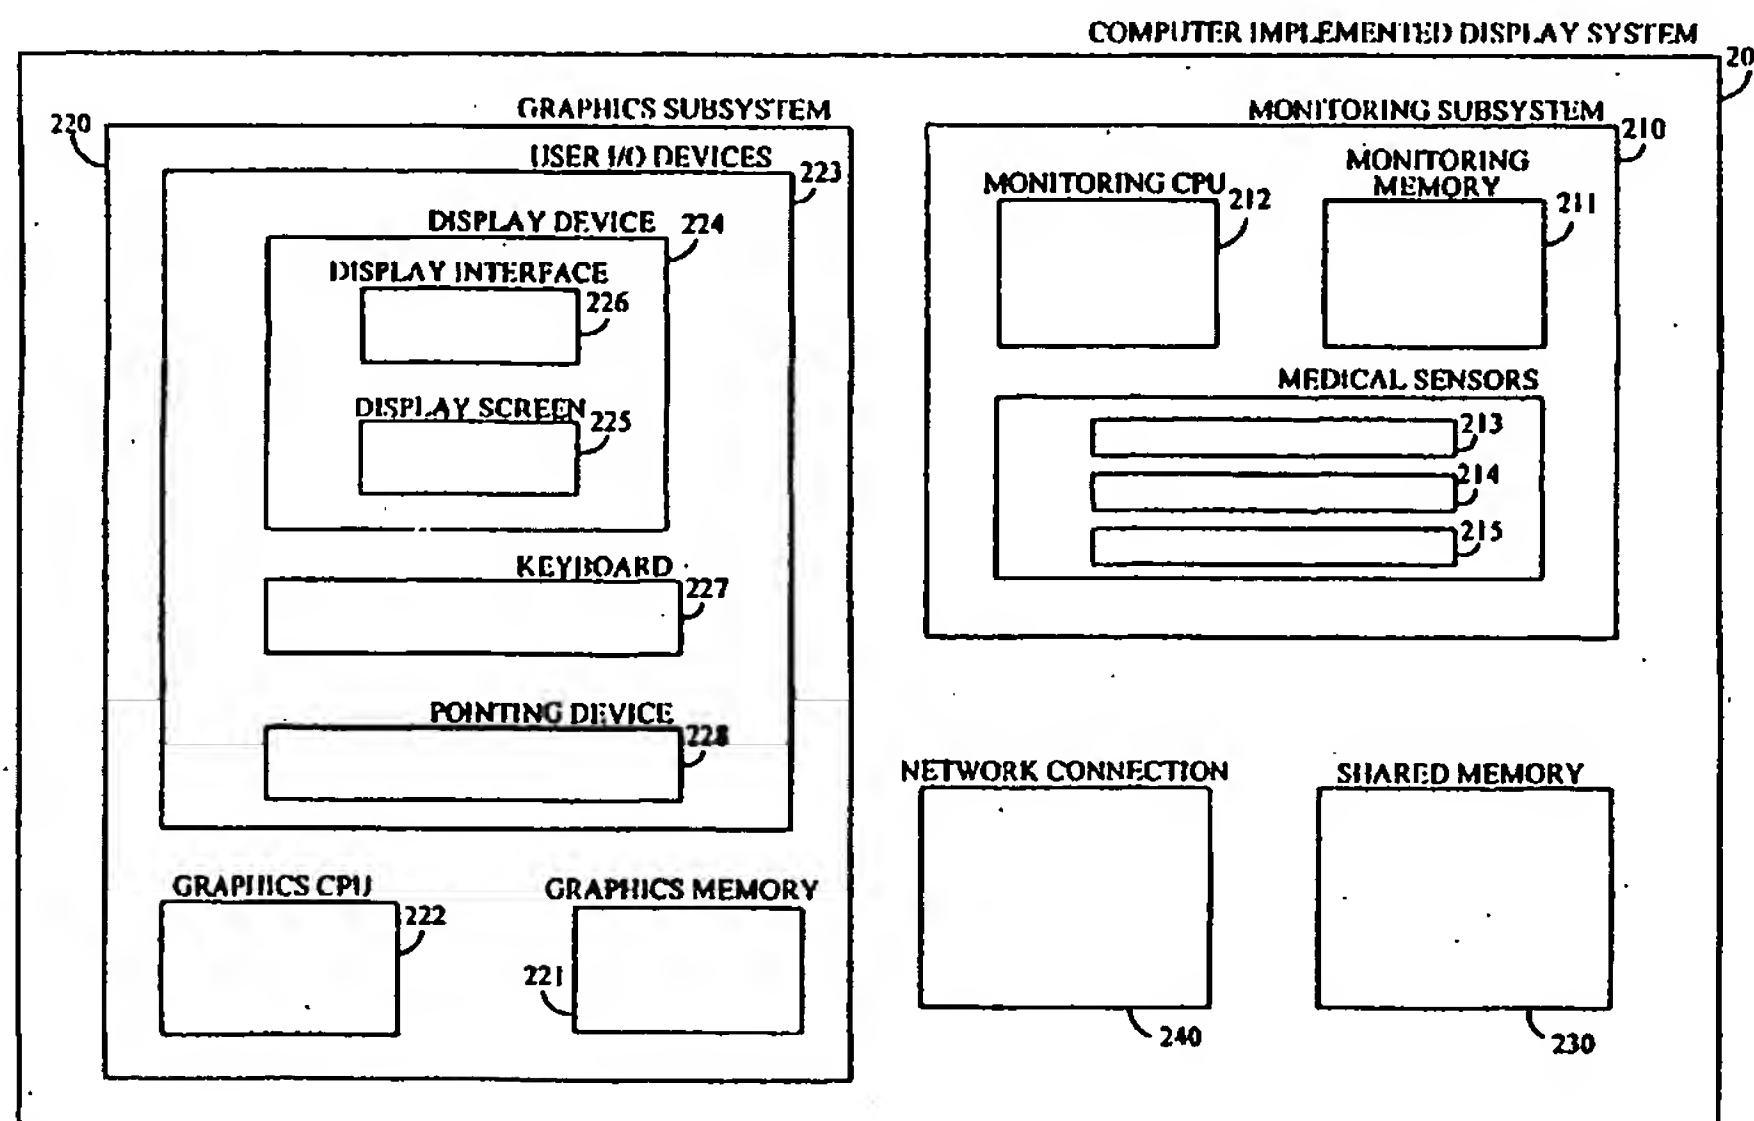 COMPUTER IMPLEMENTED DISPLAY SYSTEM
20
GRAPHICS SUBSYSTEM
220
USER I/O DEVICES
223
DISPLAY DEVICE
224
DISPLAY INTERFACE
226
DISPLAY SCREEN
225
KEYBOARD
227
POINTING DEVICE
228
GRAPHICS CPU
222
GRAPHICS MEMORY
221
MONITORING SUBSYSTEM
210
MONITORING CPU
212
MONITORING
MEMORY
211
MEDICAL SENSORS
213
214
215
NETWORK CONNECTION
240
SHARED MEMORY
230